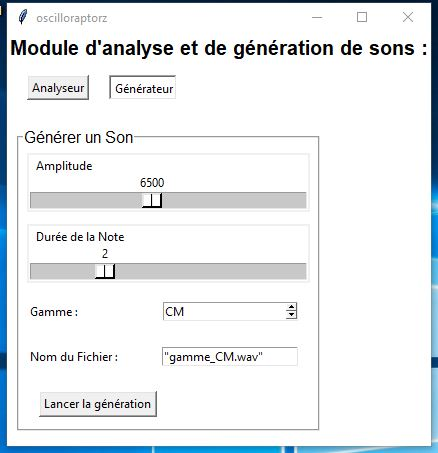 oscilloraptorz
Module d'analyse et de génération de sons :
Analyseur Générateur
Générer un Son
Amplitude
6500
Durée de la Note
2
Gamme : CM
Nom du Fichier : "gamme_CM.wav"
Lancer la génération